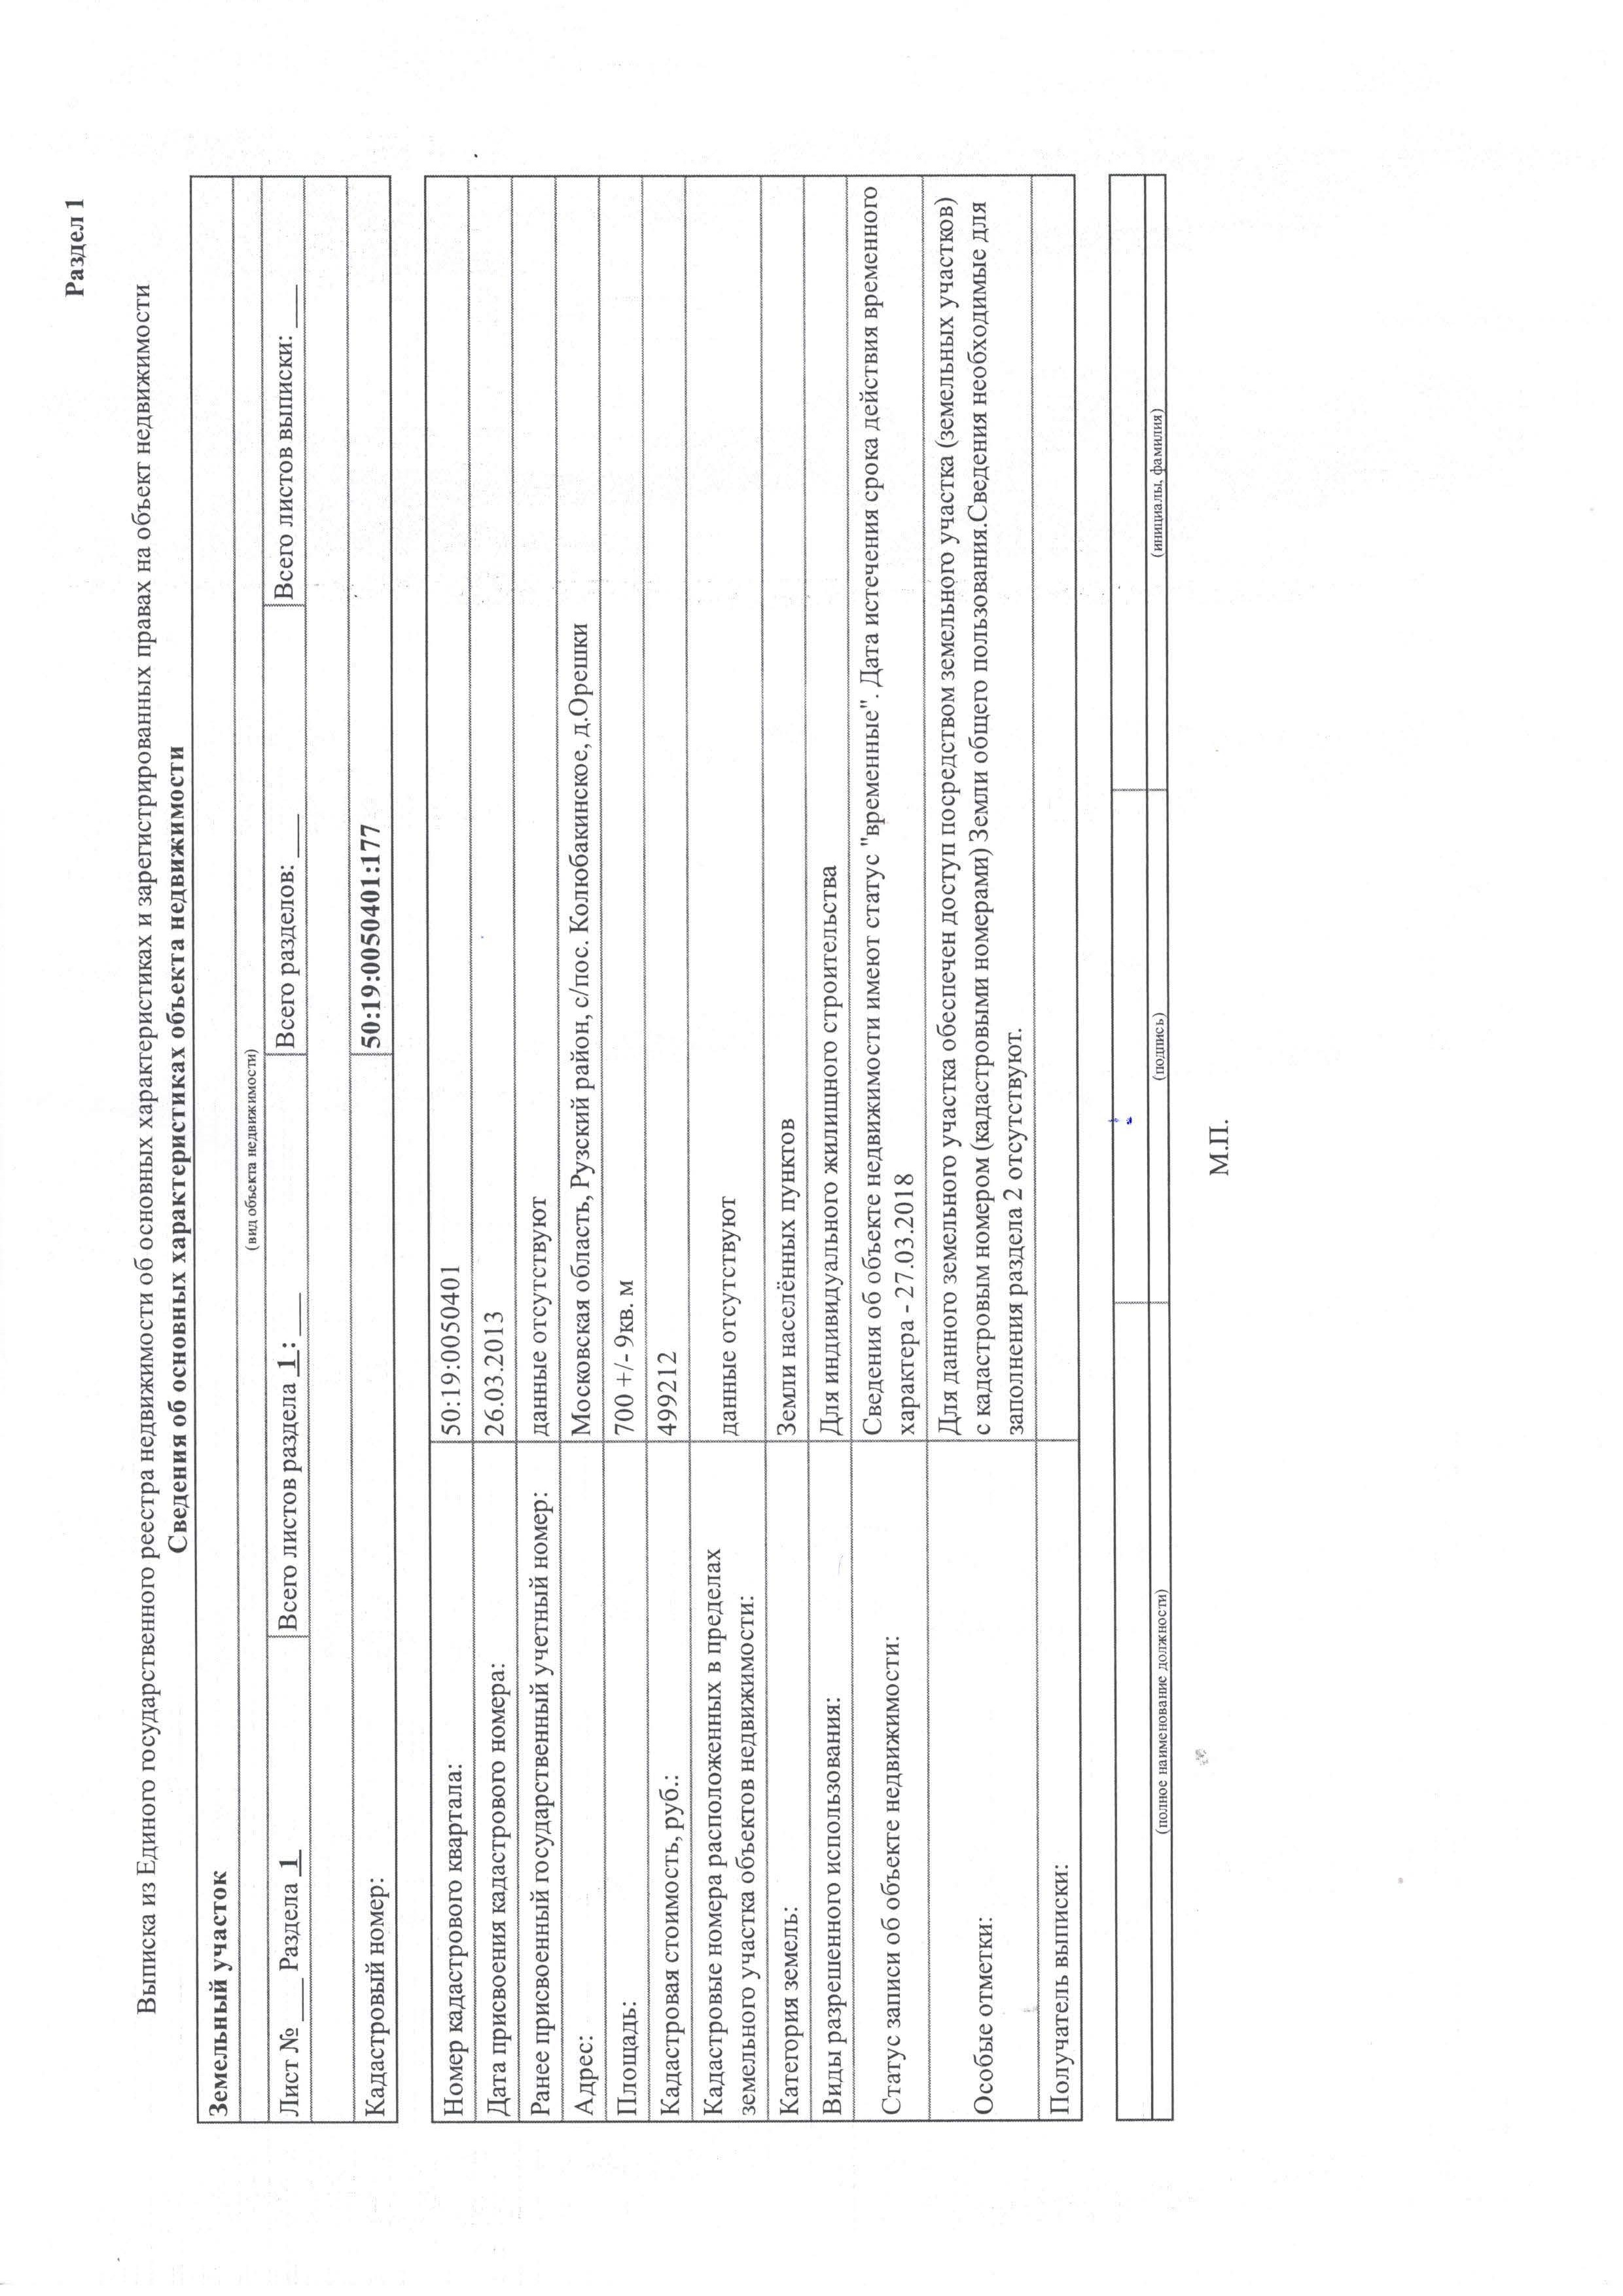 Раздел 1
Выписка из Единого государственного реестра недвижимости об основных характеристиках и зарегистрированных правах на объект недвижимости
Сведения об основных характеристиках объекта недвижимости
Земельный участок
(вид объекта недвижимости)
Лист № ___ Раздела 1 Всего листов раздела 1 : ___ Всего разделов: ___ Всего листов выписки: ___
Кадастровый номер: 50:19:0050401:177
Номер кадастрового квартала: 50:19:0050401
Дата присвоения кадастрового номера: 26.03.2013
Ранее присвоенный государственный учетный номер: данные отсутствуют
Адрес: Московская область, Рузский район, с/пос. Колюбакинское, д.Орешки
Площадь: 700 +/- 9кв. м
Кадастровая стоимость, руб.: 499212
Кадастровые номера расположенных в пределах
земельного участка объектов недвижимости: данные отсутствуют
Категория земель: Земли населённых пунктов
Виды разрешенного использования: Для индивидуального жилищного строительства
Статус записи об объекте недвижимости: Сведения об объекте недвижимости имеют статус "временные". Дата истечения срока действия временного
характера - 27.03.2018
Особые отметки: Для данного земельного участка обеспечен доступ посредством земельного участка (земельных участков)
с кадастровым номером (кадастровыми номерами) Земли общего пользования.Сведения необходимые для
заполнения раздела 2 отсутствуют.
Получатель выписки:
(полное наименование должности) (подпись) (инициалы, фамилия)
М.П.